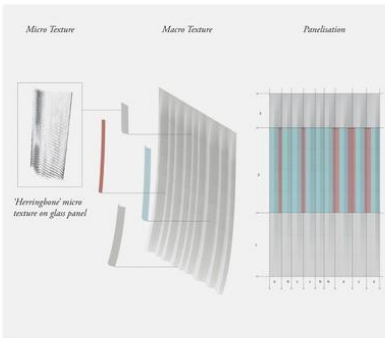 Micro Texture
Macro Texture
Panelisation
'Herringbone' micro
texture on glass panel